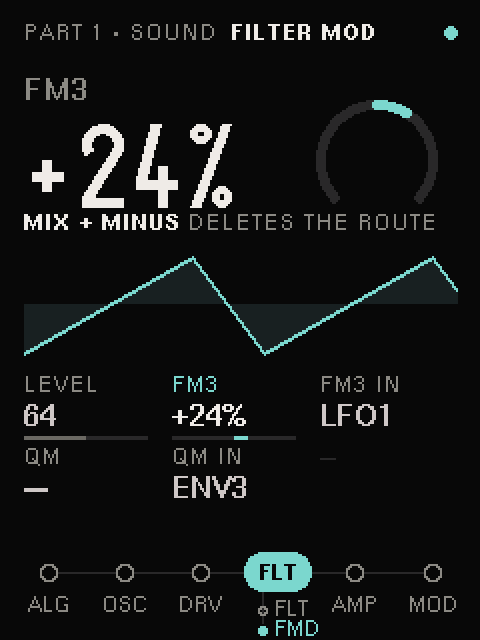 PART 1 · SOUND FILTER MOD
FM3
+24%
MIX + MINUS DELETES THE ROUTE
LEVEL FM3 FM3 IN
64 +24% LFO1
QM QM IN —
— ENV3
FLT
ALG OSC DRV FLT AMP MOD
FMD